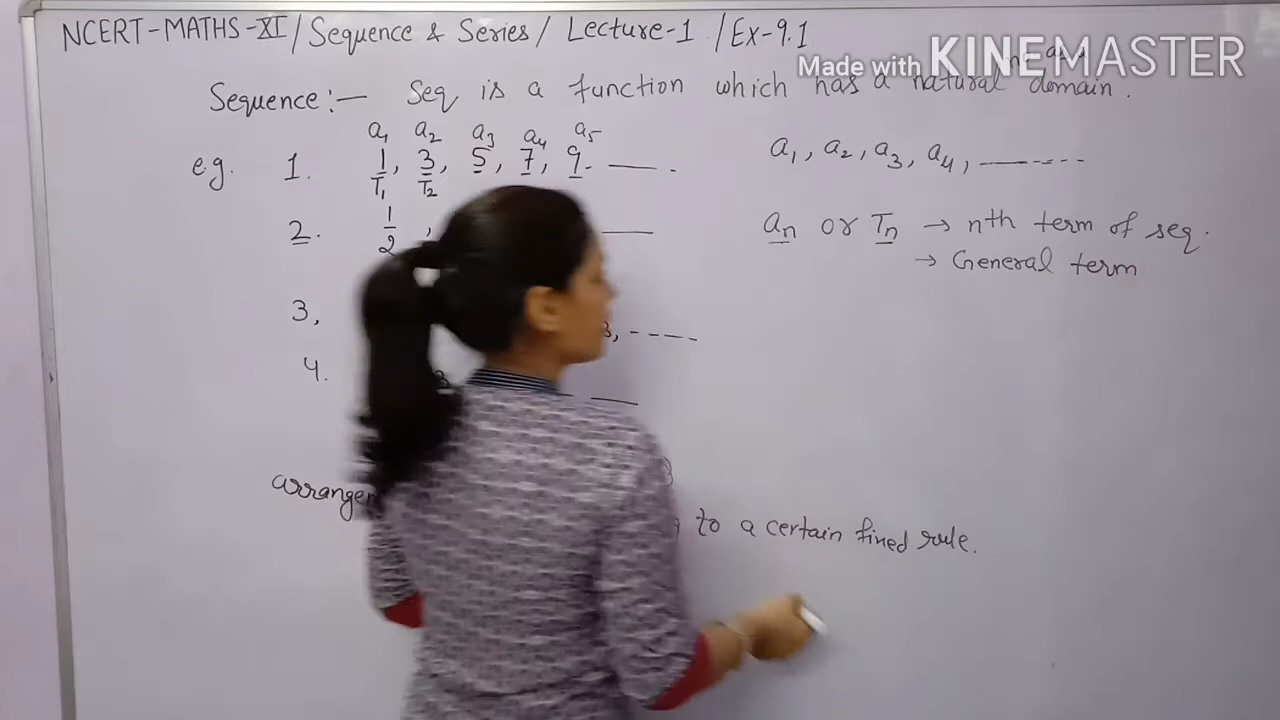 NCERT-MATHS-XI/Sequence & Series/ Lecture-1 /Ex-9.1
Made with KINEMASTER
Sequence:— Seq is a function which has a natural domain.
a1 a2 a3 a4 a5
e.g. 1. 1, 3, 5, 7, 9. —— .
T1 T2
a1, a2, a3, a4, —----
2. 1/2, ——
an or Tn → nth term of seq.
→ General term
3, 3, ----
4. 3 ——
to a certain fixed rule.